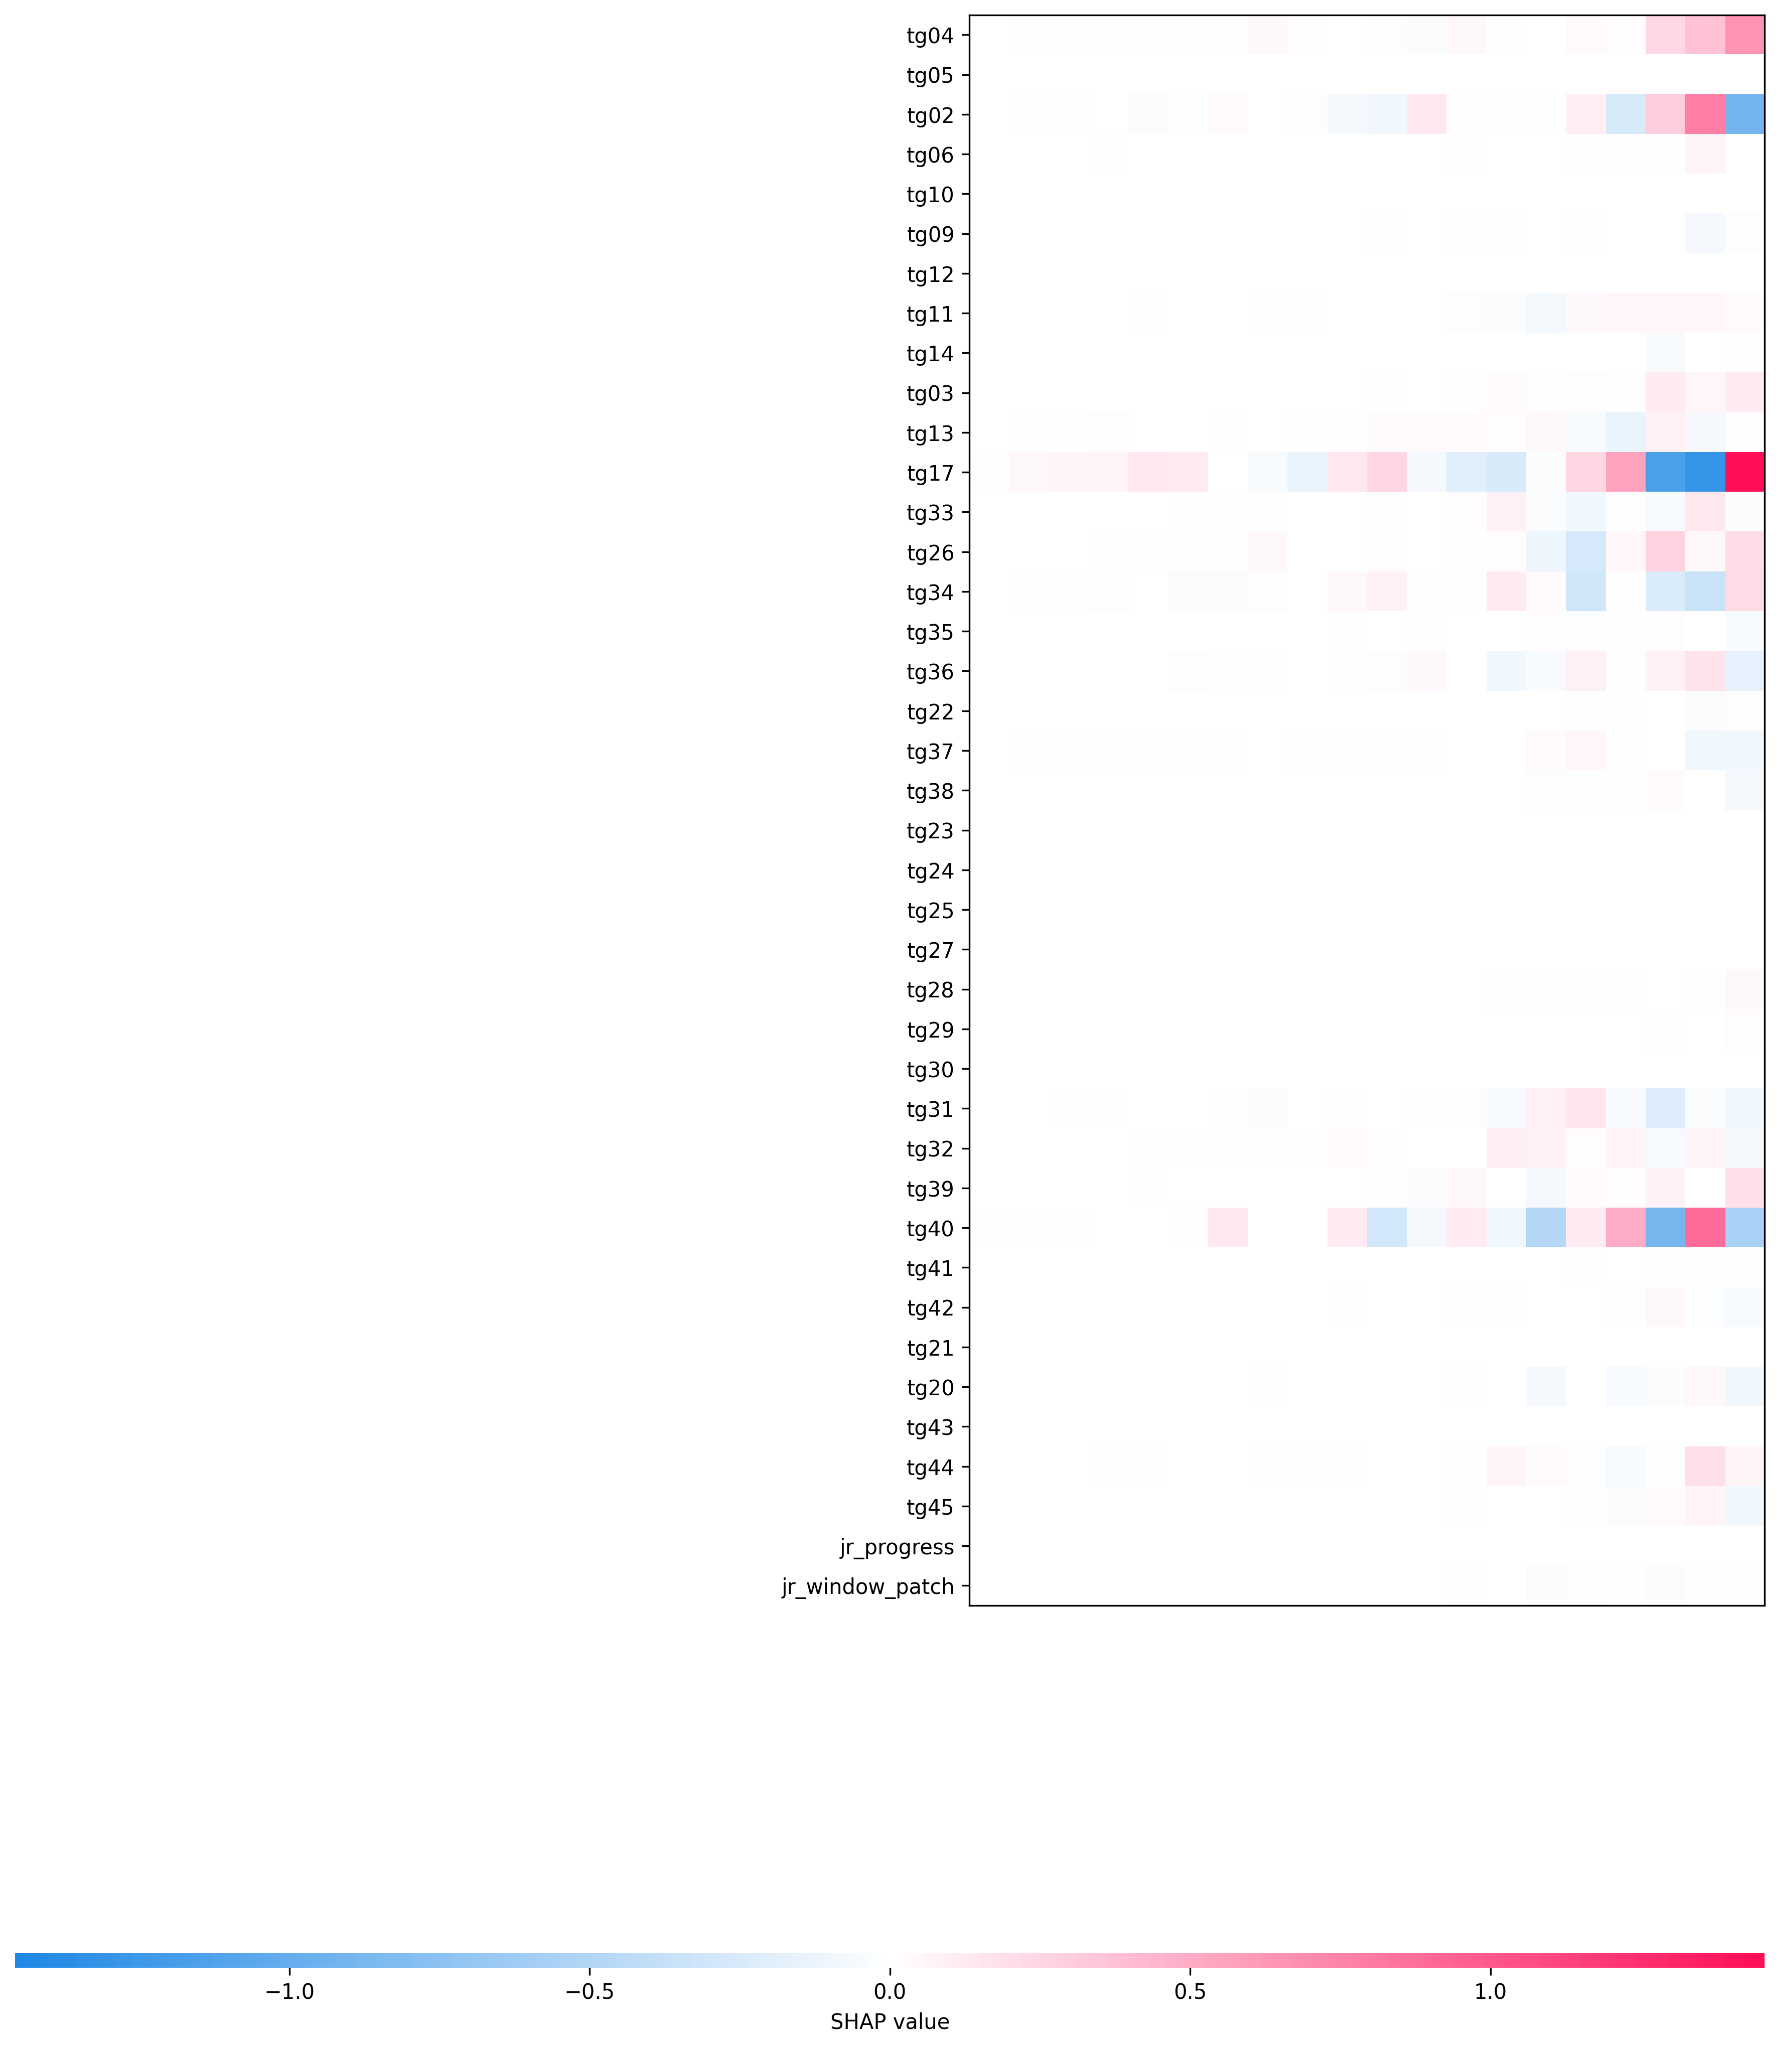 tg04
tg05
tg02
tg06
tg10
tg09
tg12
tg11
tg14
tg03
tg13
tg17
tg33
tg26
tg34
tg35
tg36
tg22
tg37
tg38
tg23
tg24
tg25
tg27
tg28
tg29
tg30
tg31
tg32
tg39
tg40
tg41
tg42
tg21
tg20
tg43
tg44
tg45
jr_progress
jr_window_patch
−1.0 −0.5 0.0 0.5 1.0
SHAP value